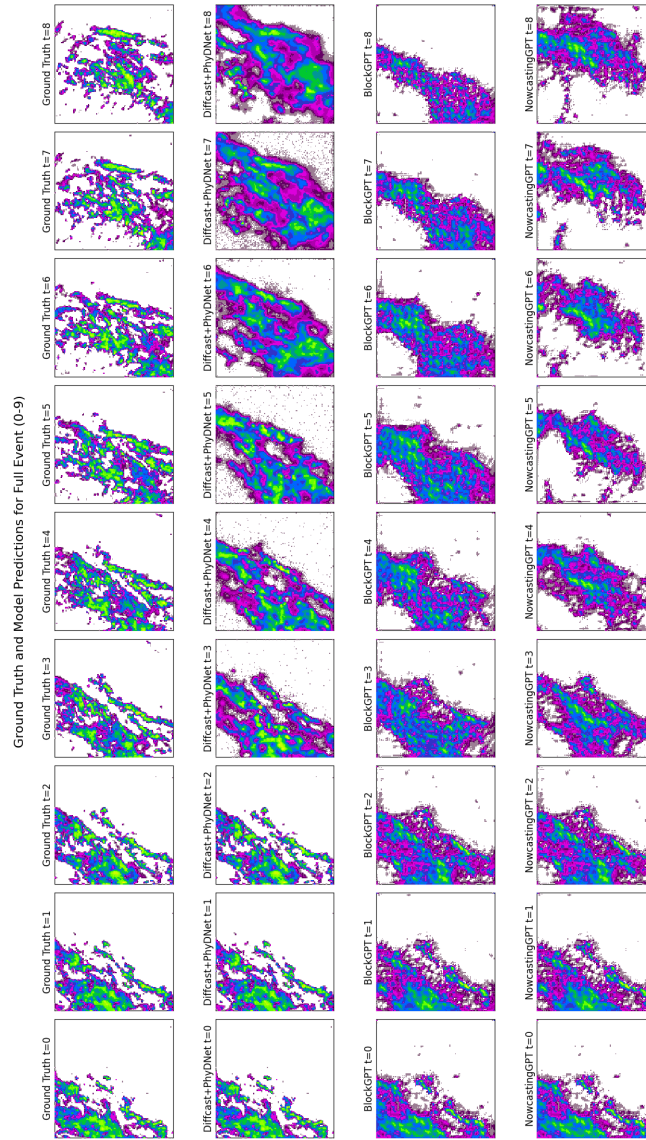 Ground Truth and Model Predictions for Full Event (0-9)
Ground Truth t=0
Ground Truth t=1
Ground Truth t=2
Ground Truth t=3
Ground Truth t=4
Ground Truth t=5
Ground Truth t=6
Ground Truth t=7
Ground Truth t=8
Diffcast+PhyDNet t=0
Diffcast+PhyDNet t=1
Diffcast+PhyDNet t=2
Diffcast+PhyDNet t=3
Diffcast+PhyDNet t=4
Diffcast+PhyDNet t=5
Diffcast+PhyDNet t=6
Diffcast+PhyDNet t=7
Diffcast+PhyDNet t=8
BlockGPT t=0
BlockGPT t=1
BlockGPT t=2
BlockGPT t=3
BlockGPT t=4
BlockGPT t=5
BlockGPT t=6
BlockGPT t=7
BlockGPT t=8
NowcastingGPT t=0
NowcastingGPT t=1
NowcastingGPT t=2
NowcastingGPT t=3
NowcastingGPT t=4
NowcastingGPT t=5
NowcastingGPT t=6
NowcastingGPT t=7
NowcastingGPT t=8